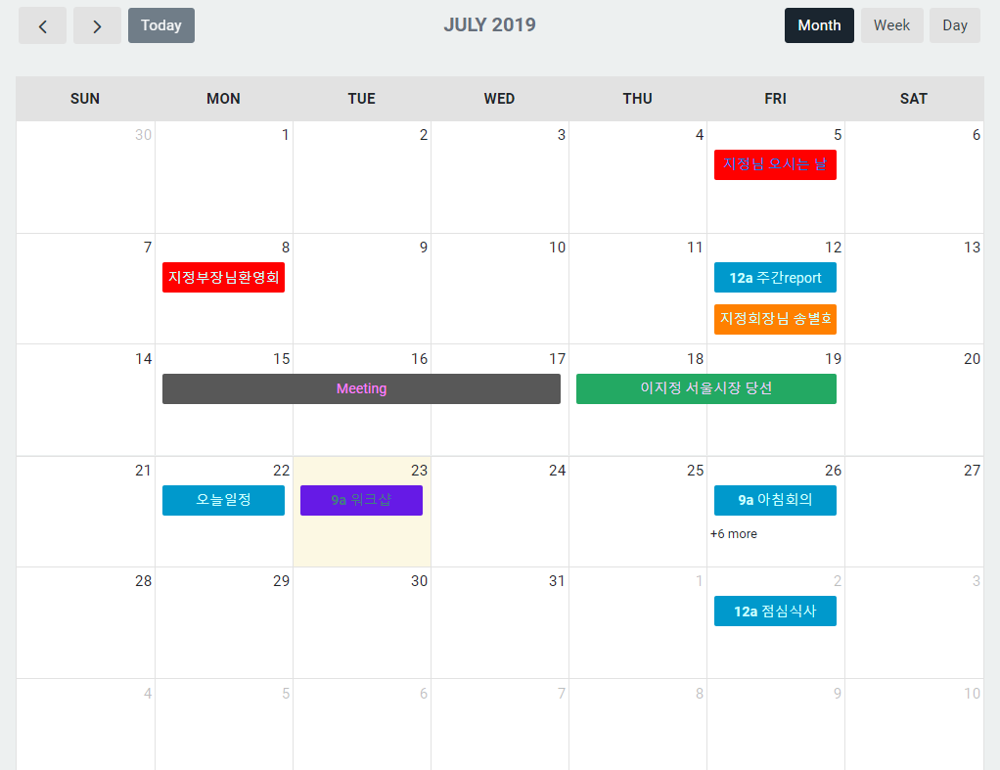 Today
JULY 2019
Month Week Day
SUN MON TUE WED THU FRI SAT
30 1 2 3 4 5 6
지정님 오시는 날
7 8 9 10 11 12 13
지정부장님환영회 12a 주간report
지정회장님 송별회
14 15 16 17 18 19 20
Meeting 이지정 서울시장 당선
21 22 23 24 25 26 27
오늘일정 9a 워크샵 9a 아침회의
+6 more
28 29 30 31 1 2 3
12a 점심식사
4 5 6 7 8 9 10